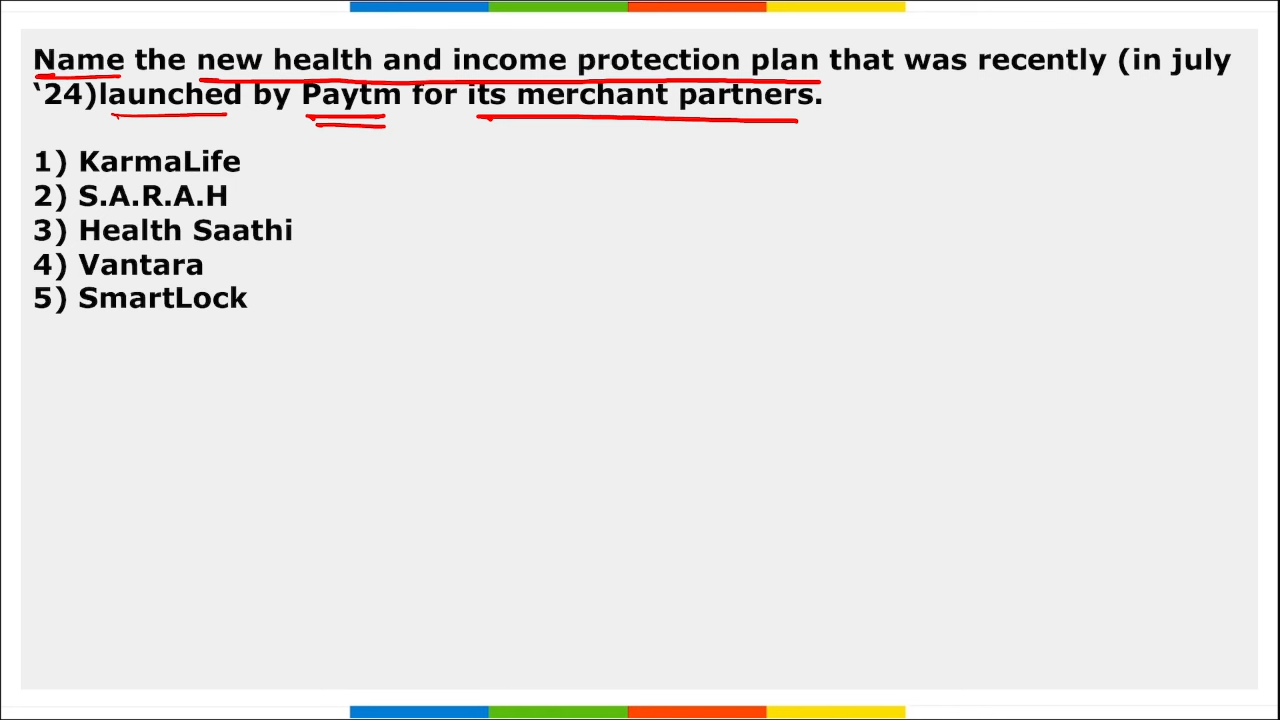 Name the new health and income protection plan that was recently (in july
‘24)launched by Paytm for its merchant partners.
1) KarmaLife
2) S.A.R.A.H
3) Health Saathi
4) Vantara
5) SmartLock